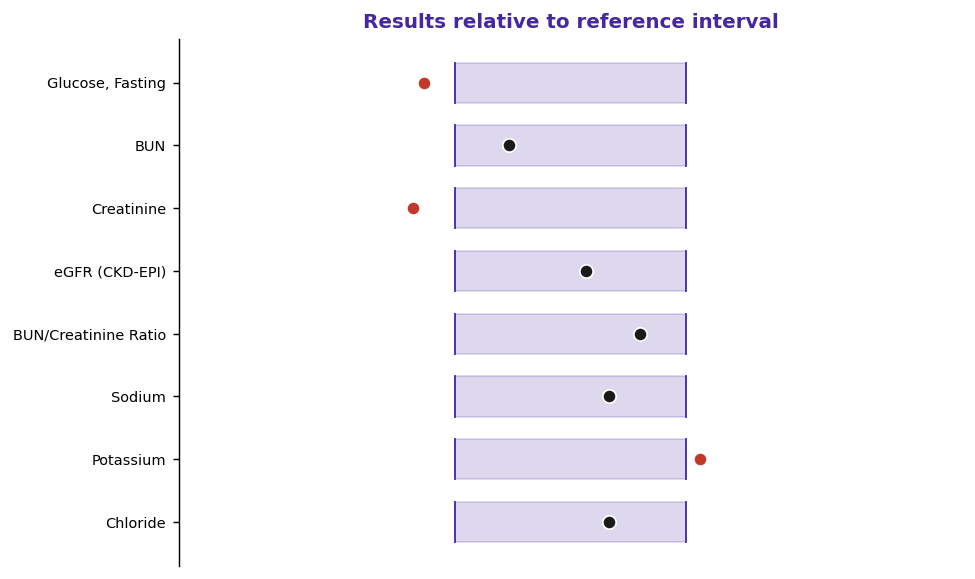 Results relative to reference interval
Glucose, Fasting
BUN
Creatinine
eGFR (CKD-EPI)
BUN/Creatinine Ratio
Sodium
Potassium
Chloride